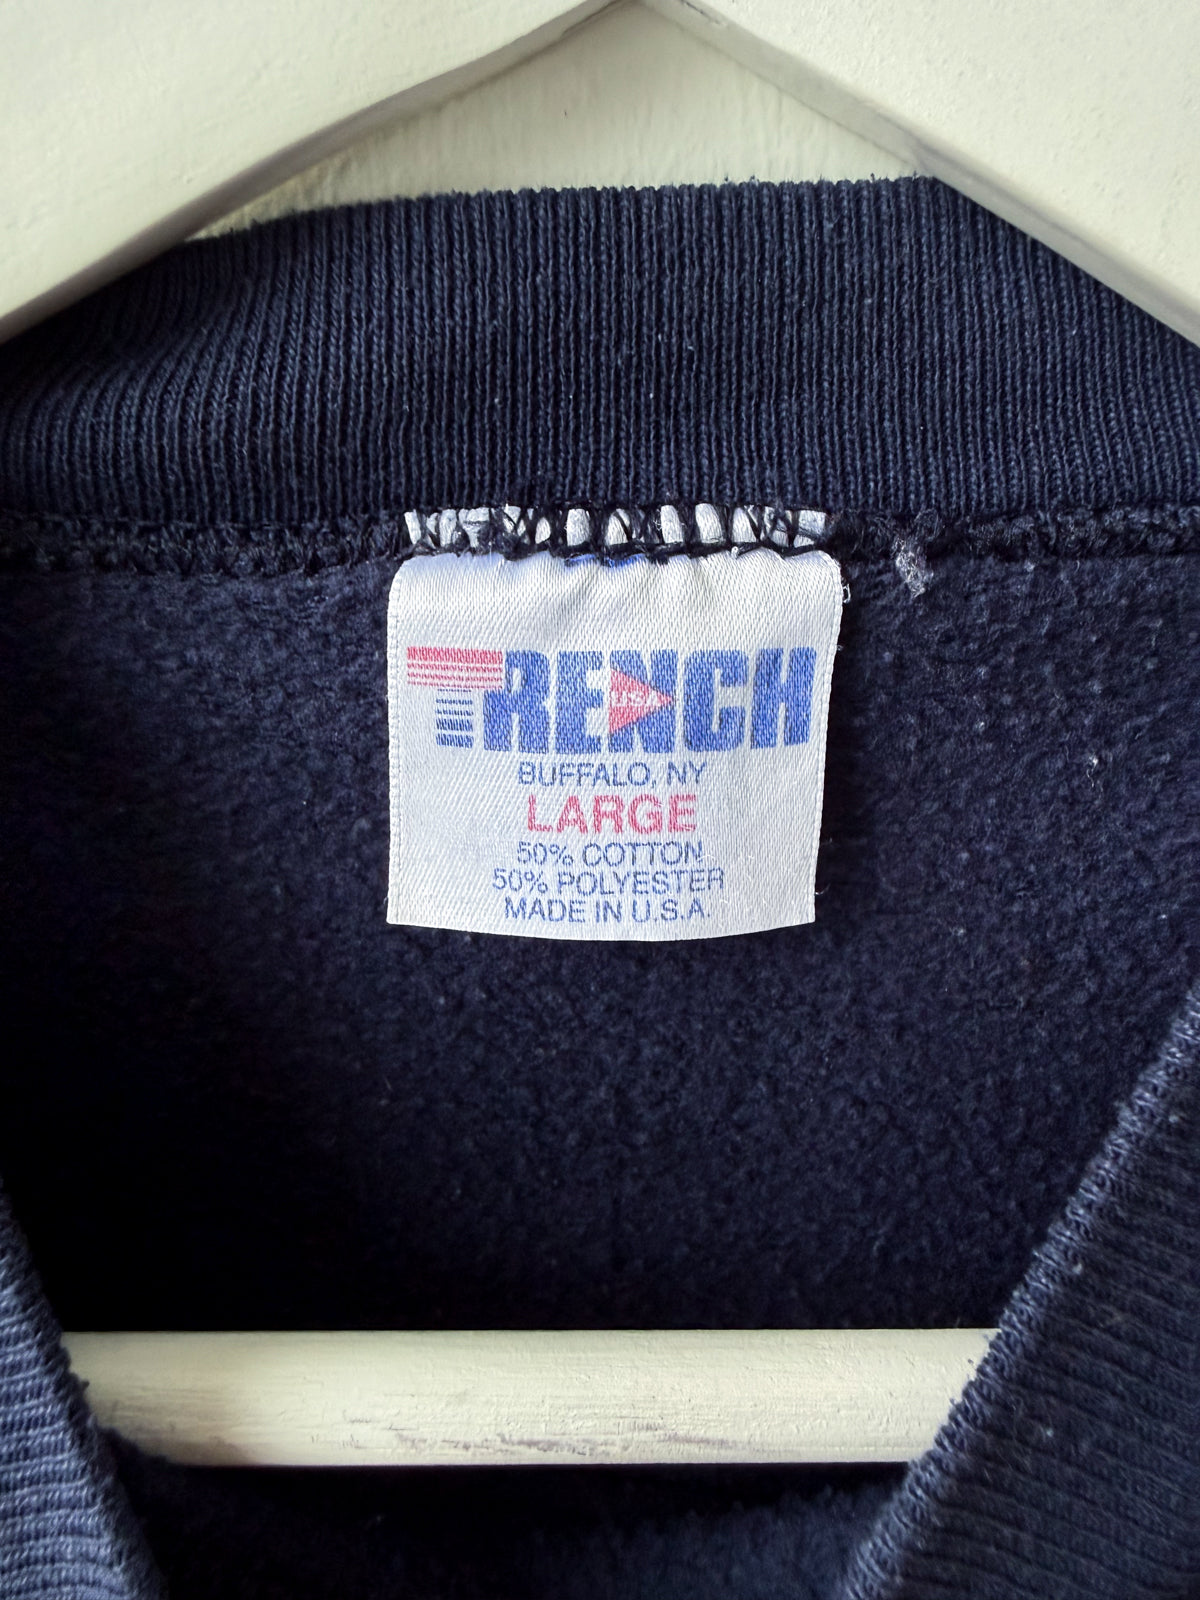 TRENCH
USA
BUFFALO, NY
LARGE
50% COTTON
50% POLYESTER
MADE IN U.S.A.